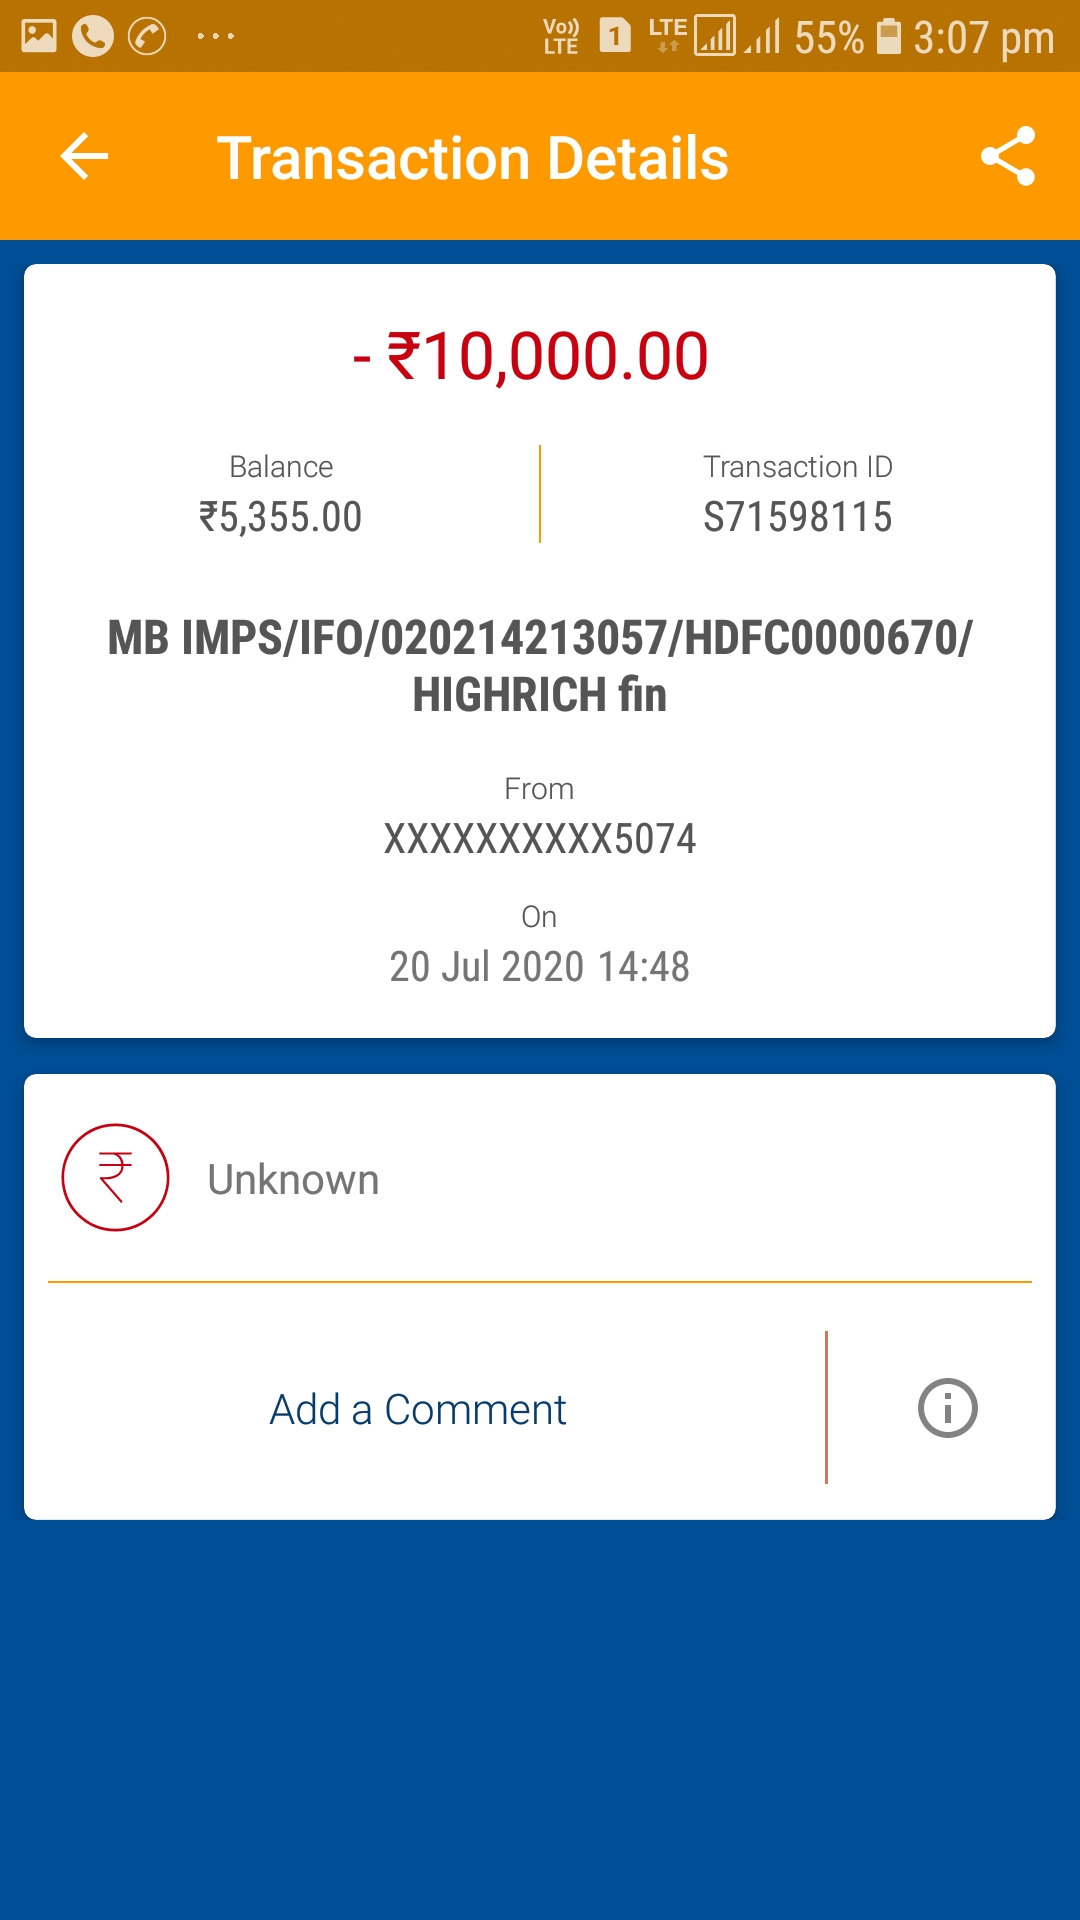 Vo)) LTE 1 LTE 55% 3:07 pm
Transaction Details
- ₹10,000.00
Balance
₹5,355.00
Transaction ID
S71598115
MB IMPS/IFO/020214213057/HDFC0000670/
HIGHRICH fin
From
XXXXXXXXXX5074
On
20 Jul 2020 14:48
₹ Unknown
Add a Comment